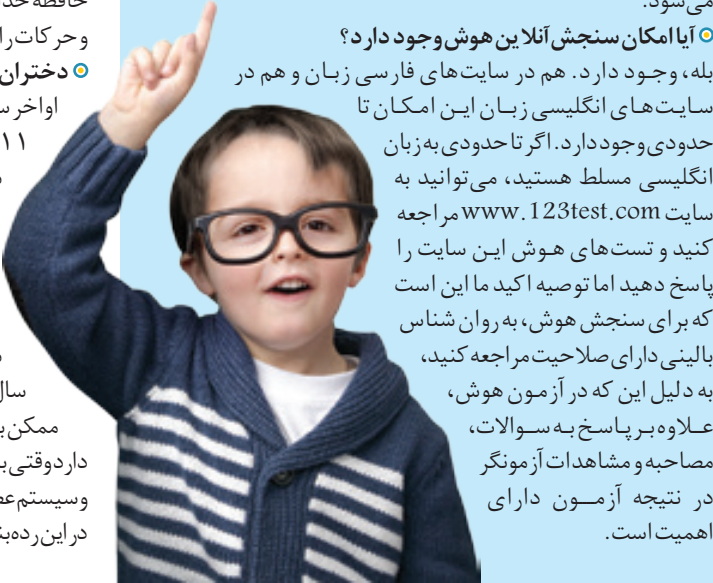 می‌شود.
آیا امکان سنجش آنلاین هوش وجود دارد؟
بله، وجود دارد. هم در سایت‌های فارسی زبان و هم در
سایت‌های انگلیسی زبان این امکان تا
حدودی وجود دارد. اگر تا حدودی به زبان
انگلیسی مسلط هستید، می‌توانید به
سایت www.123test.com مراجعه
کنید و تست‌های هوش این سایت را
پاسخ دهید اما توصیه اکید ما این است
که برای سنجش هوش، به روان شناس
بالینی دارای صلاحیت مراجعه کنید،
به دلیل این که در آزمون هوش،
علاوه بر پاسخ به سوالات،
مصاحبه و مشاهدات آزمونگر
در نتیجه آزمون دارای
اهمیت است.
وحرکات را
دختران
اواخر
۱۱
سال
ممکن
دارد وقتی
وسیستم
در این